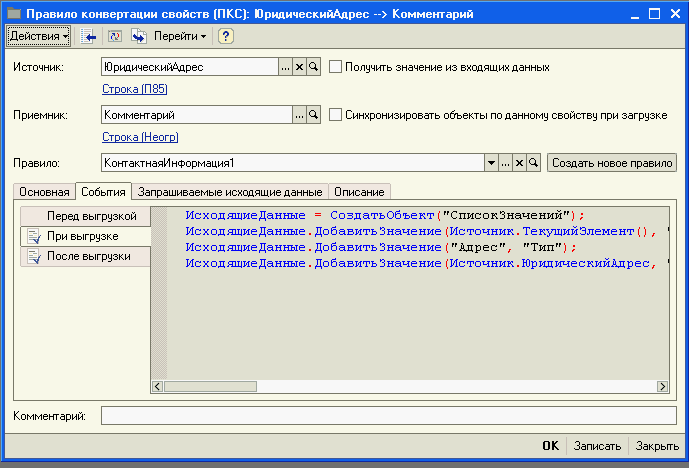 Правило конвертации свойств (ПКС): ЮридическийАдрес --> Комментарий
Действия Перейти ?
Источник: ЮридическийАдрес ... Получить значение из входящих данных
Строка (П85)
Приемник: Комментарий ... Синхронизировать объекты по данному свойству при загрузке
Строка (Неогр)
Правило: КонтактнаяИнформация1 ... Создать новое правило
Основная События Запрашиваемые исходящие данные Описание
Перед выгрузкой
При выгрузке
После выгрузки
ИсходящиеДанные = СоздатьОбъект("СписокЗначений");
ИсходящиеДанные.ДобавитьЗначение(Источник.ТекущийЭлемент(), "
ИсходящиеДанные.ДобавитьЗначение("Адрес", "Тип");
ИсходящиеДанные.ДобавитьЗначение(Источник.ЮридическийАдрес, "
Комментарий:
OK Записать Закрыть